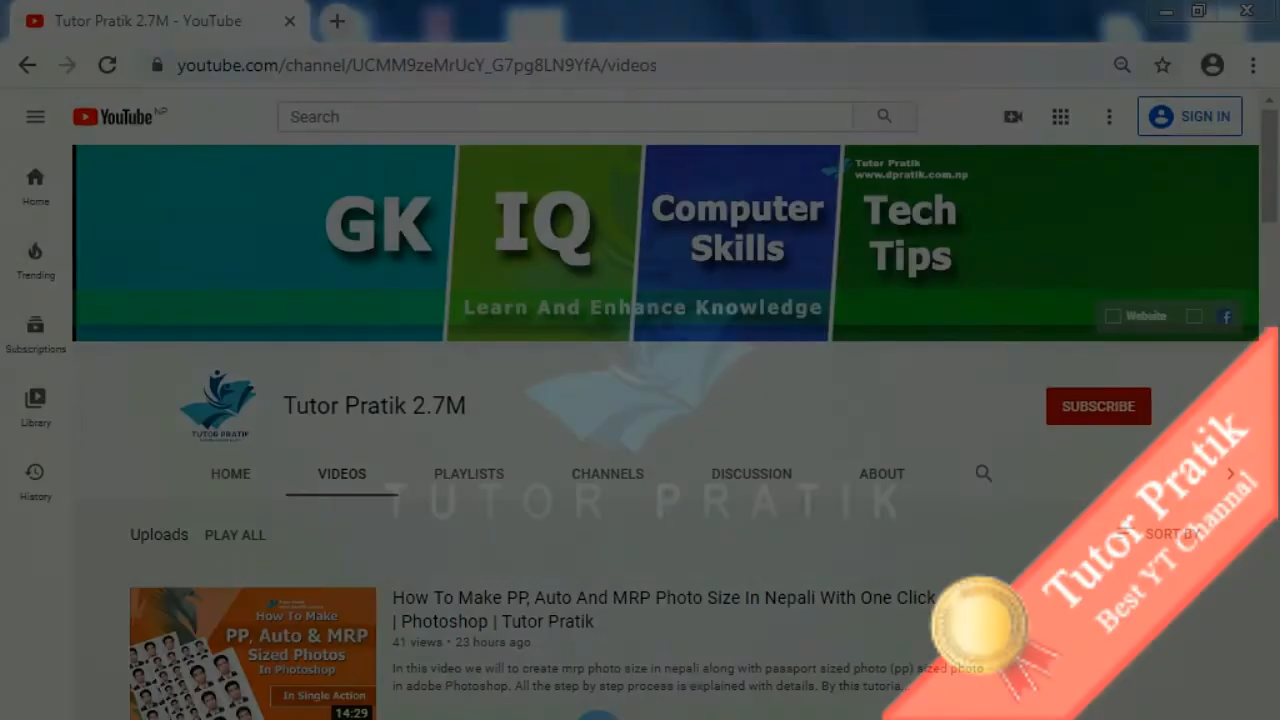 Tutor Pratik 2.7M - YouTube
youtube.com/channel/UCMM9zeMrUcY_G7pg8LN9YfA/videos
YouTube NP
Search
SIGN IN
Home
Trending
Subscriptions
Library
History
Tutor Pratik
www.dpratik.com.np
GK
IQ
Computer
Skills
Tech
Tips
Learn And Enhance Knowledge
Website
TUTOR PRATIK
Tutor Pratik 2.7M
SUBSCRIBE
HOME
VIDEOS
PLAYLISTS
CHANNELS
DISCUSSION
ABOUT
TUTOR PRATIK
Uploads
PLAY ALL
SORT BY
How To Make
PP, Auto & MRP
Sized Photos
In Photoshop
In Single Action
14:29
How To Make PP, Auto And MRP Photo Size In Nepali With One Click
| Photoshop | Tutor Pratik
41 views • 23 hours ago
In this video we will to create mrp photo size in nepali along with passport sized photo (pp) sized photo
in adobe Photoshop. All the step by step process is explained with details. By this tutoria...
Tutor Pratik
Best YT Channal